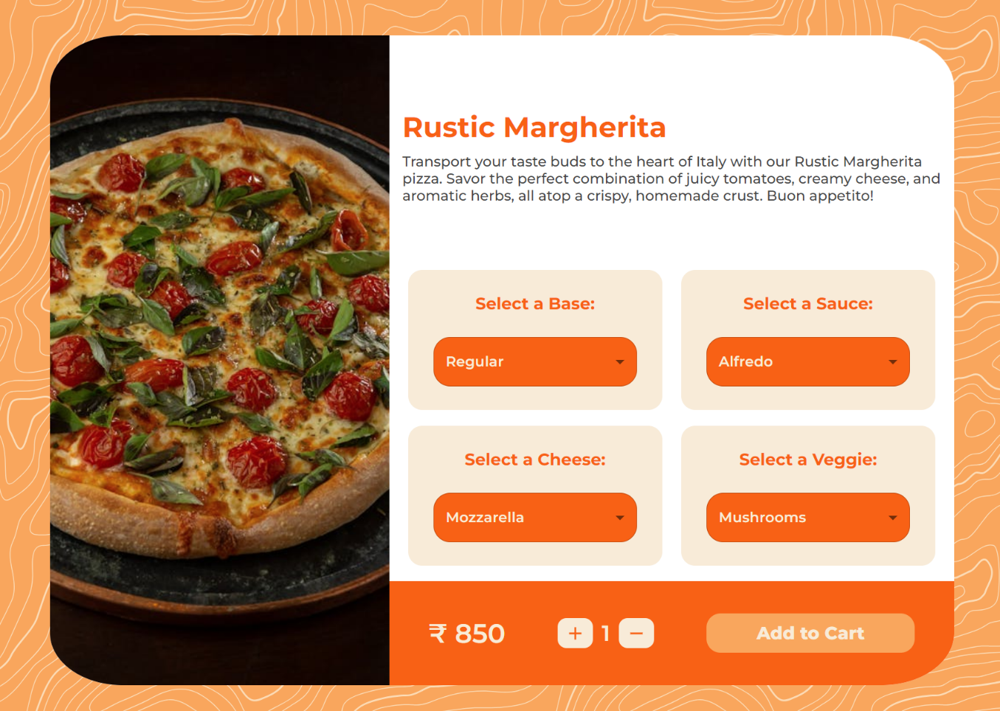 Rustic Margherita
Transport your taste buds to the heart of Italy with our Rustic Margherita
pizza. Savor the perfect combination of juicy tomatoes, creamy cheese, and
aromatic herbs, all atop a crispy, homemade crust. Buon appetito!
Select a Base:
Regular
Select a Sauce:
Alfredo
Select a Cheese:
Mozzarella
Select a Veggie:
Mushrooms
₹ 850
+ 1 −
Add to Cart